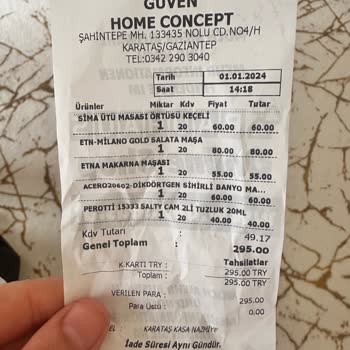 GÜVEN
HOME CONCEPT
ŞAHİNTEPE MH. 133435 NOLU CD.NO4/H
KARATAŞ/GAZİANTEP
TEL:0342 290 3040
Tarih 01.01.2024
Saat 14:18
Ürünler Miktar Kdv Fiyat Tutar
SİMA ÜTÜ MASASI ÖRTÜSÜ KEÇELİ
1 20 60.00 60.00
ETN-MİLANO GOLD SALATA MAŞA
1 20 80.00 80.00
ETNA MAKARNA MAŞASI
1 20 55.00 55.00
ACERO20602-DİKDÖRTGEN SİHİRLİ BANYO MA...
1 20 60.00 60.00
PEROTTİ 15333 SALTY CAM 2Lİ TUZLUK 20ML
1 20 40.00 40.00
Kdv Tutarı : 49.17
Genel Toplam : 295.00
Tahsilatlar
K.KARTI TRY : 295.00 TRY
Toplam : 295.00 TRY
VERİLEN PARA : 295.00
Para Üstü : 0.00
EL : KARATAŞ KASA NAZMİYE
İade Süresi Aynı Gündür.